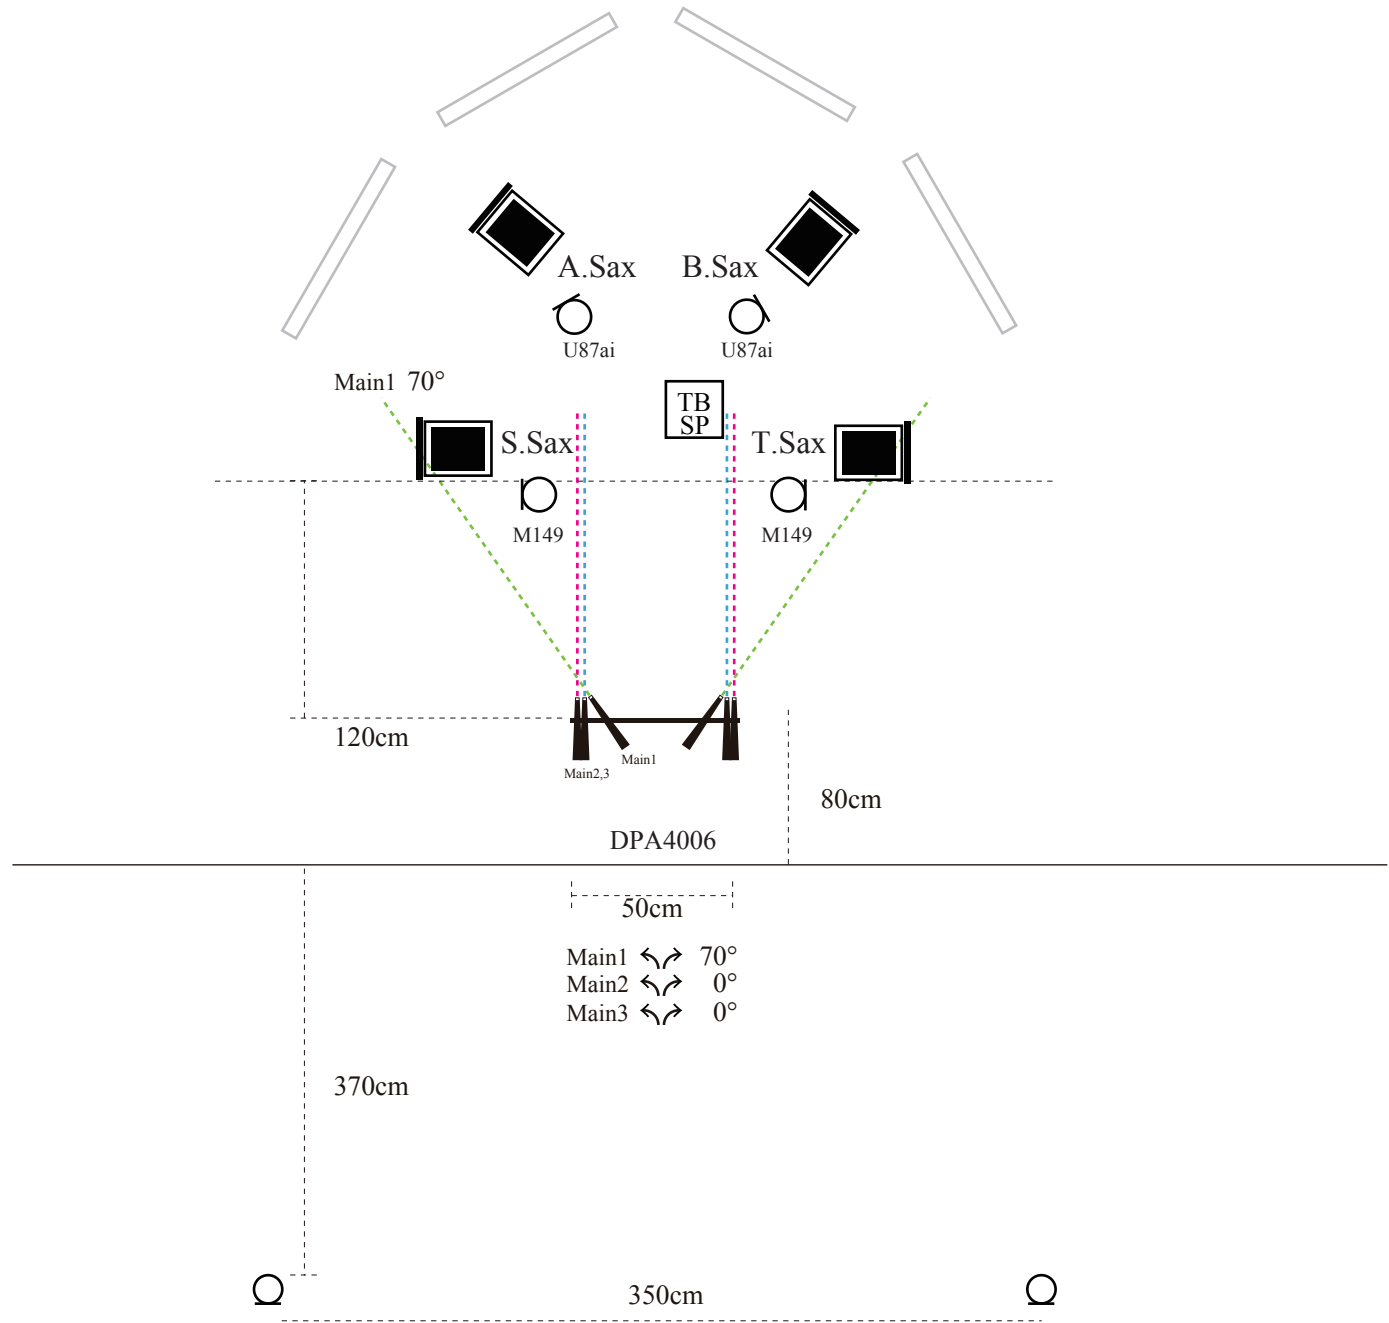 A.Sax
B.Sax
U87ai
U87ai
Main1 70°
TB
SP
S.Sax
T.Sax
M149
M149
120cm
Main1
Main2,3
80cm
DPA4006
50cm
Main1 70°
Main2 0°
Main3 0°
370cm
350cm